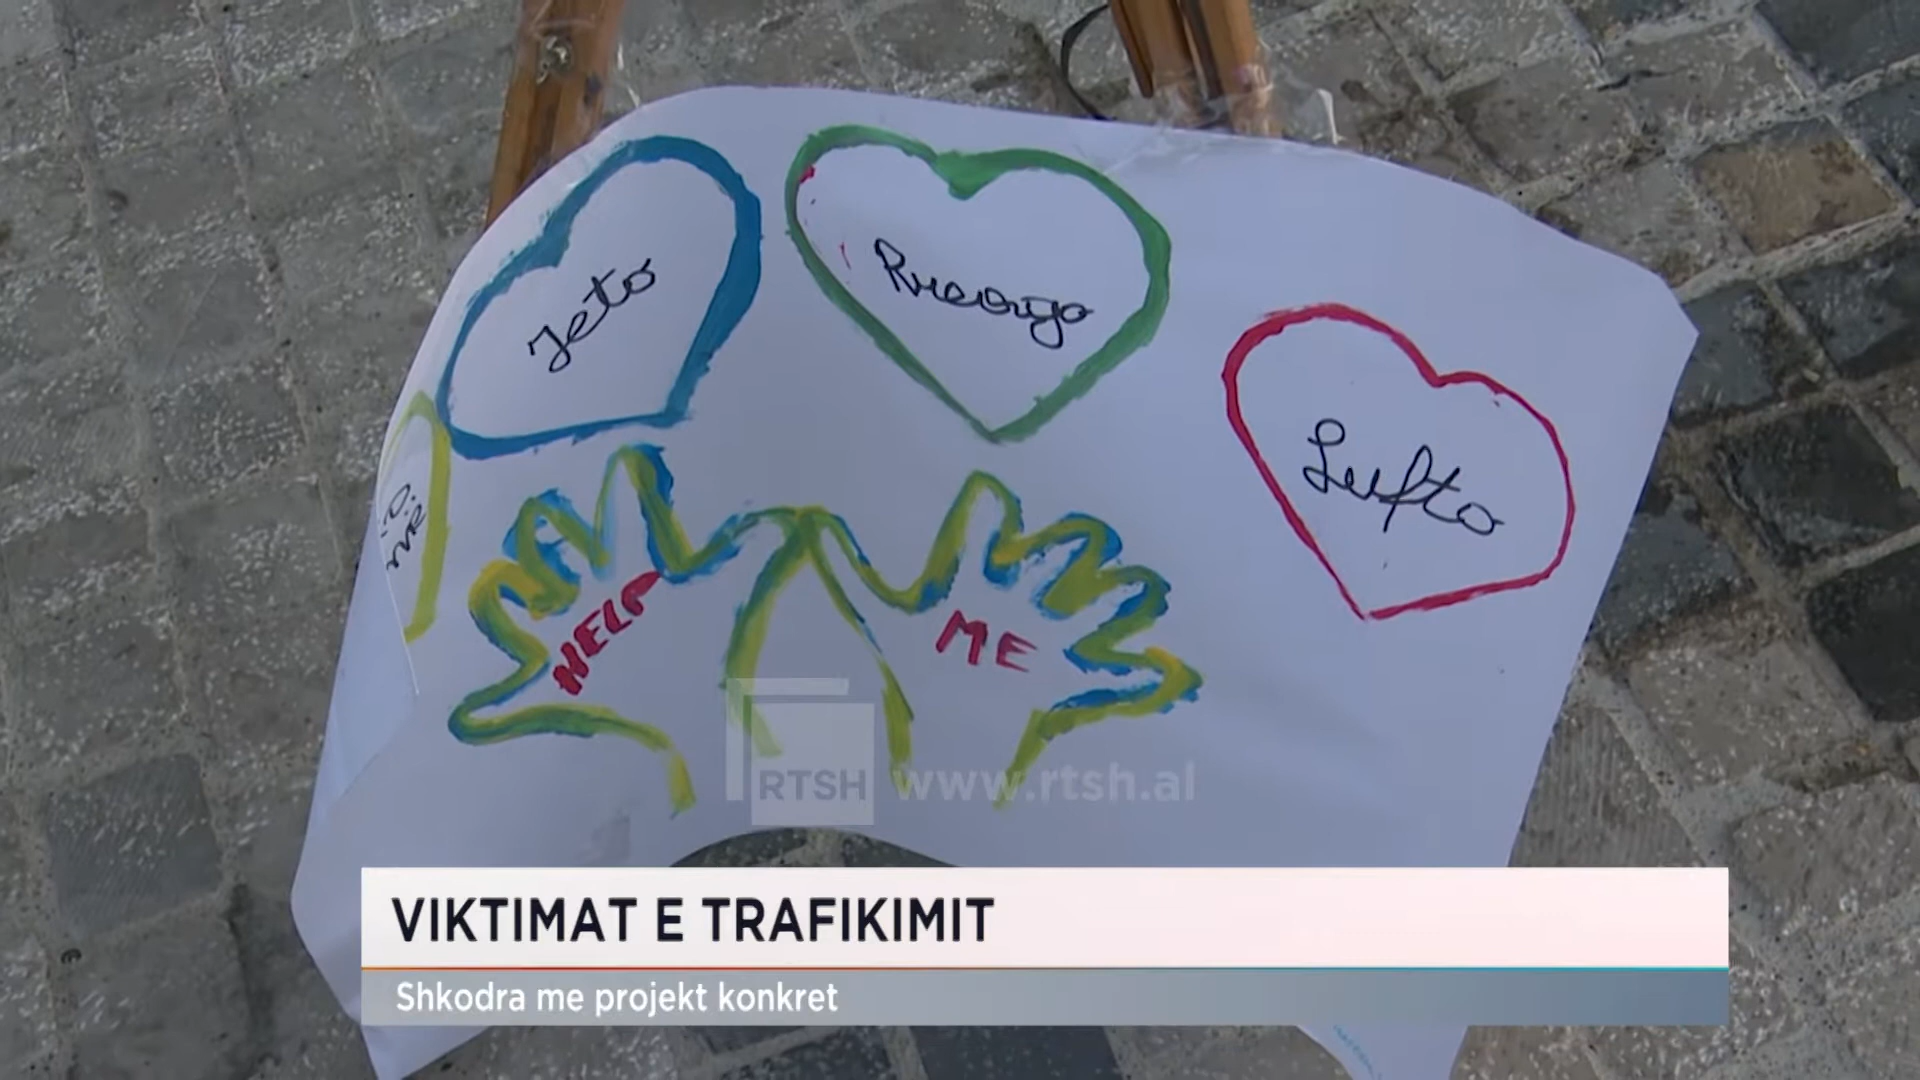 Jeto
Lufto
HELP
ME
RTSH www.rtsh.al
VIKTIMAT E TRAFIKIMIT
Shkodra me projekt konkret